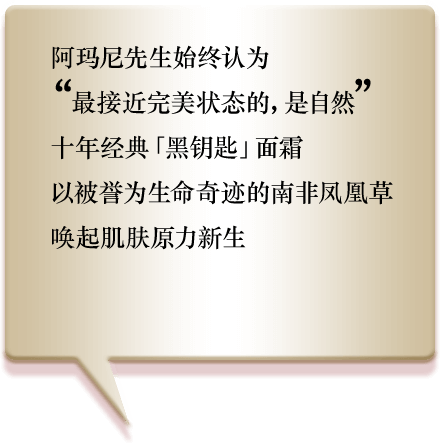 阿玛尼先生始终认为
“最接近完美状态的，是自然”
十年经典「黑钥匙」面霜
以被誉为生命奇迹的南非凤凰草
唤起肌肤原力新生